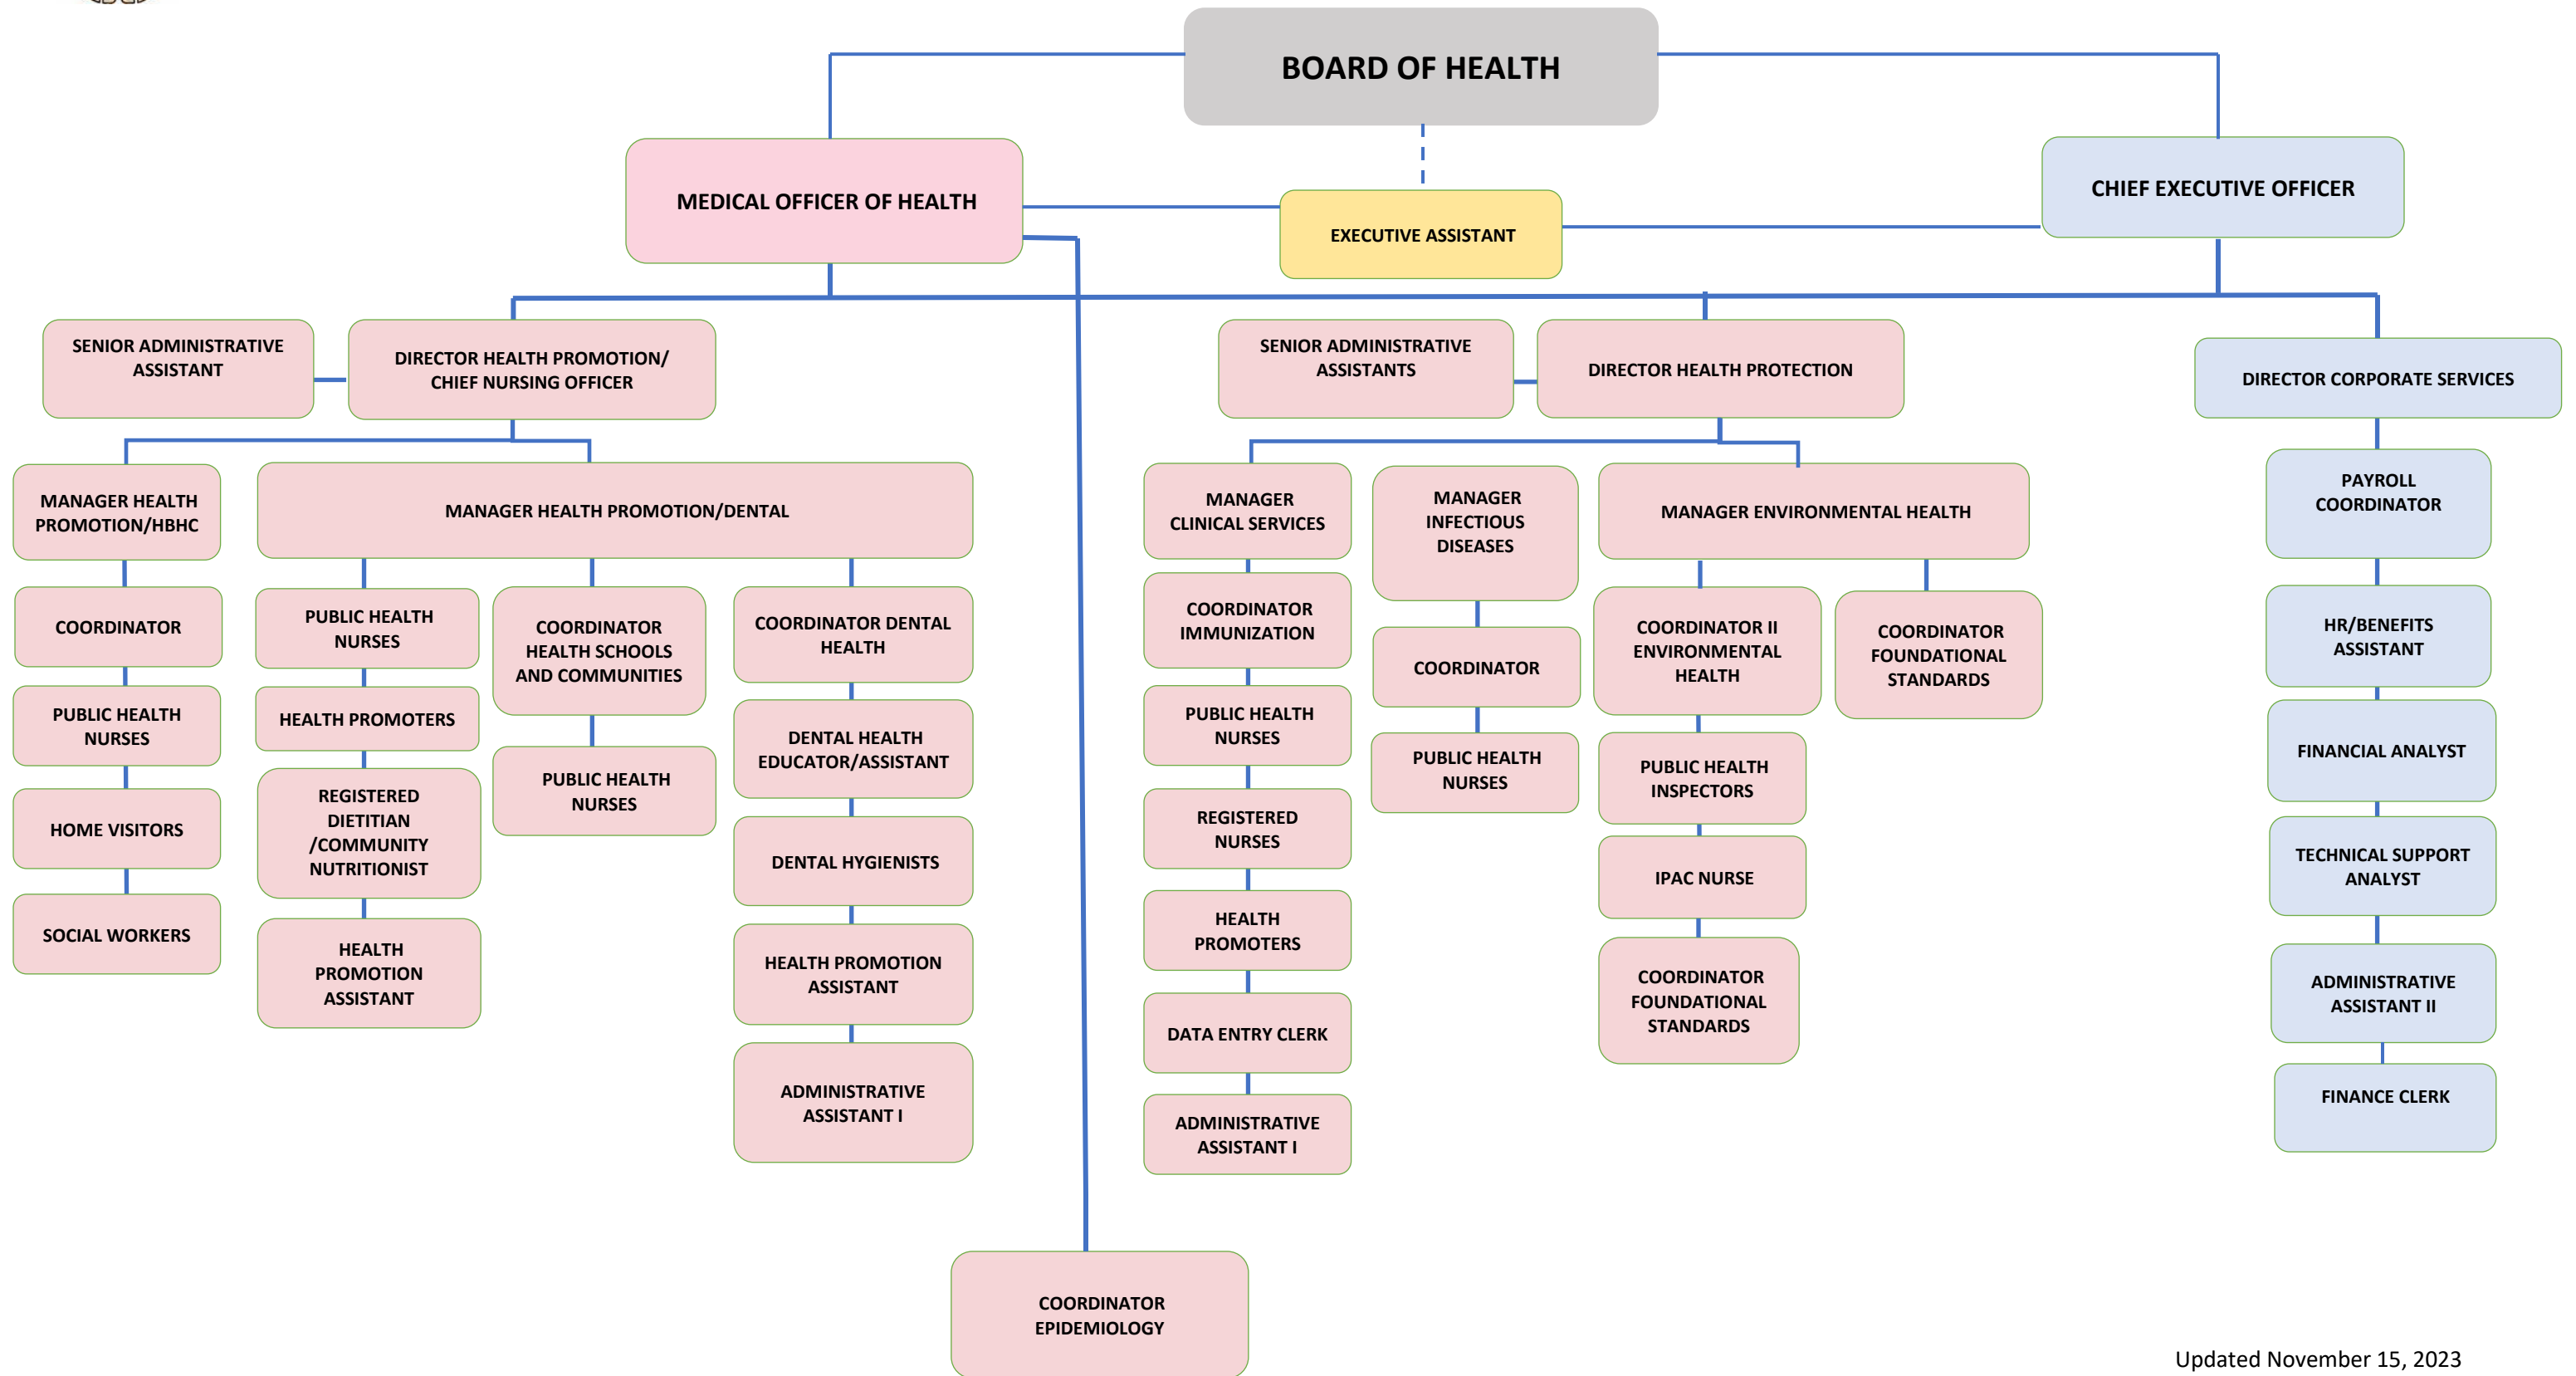 BOARD OF HEALTH
MEDICAL OFFICER OF HEALTH
EXECUTIVE ASSISTANT
CHIEF EXECUTIVE OFFICER
SENIOR ADMINISTRATIVE
ASSISTANT
DIRECTOR HEALTH PROMOTION/
CHIEF NURSING OFFICER
SENIOR ADMINISTRATIVE
ASSISTANTS
DIRECTOR HEALTH PROTECTION
DIRECTOR CORPORATE SERVICES
MANAGER HEALTH
PROMOTION/HBHC
COORDINATOR
PUBLIC HEALTH
NURSES
HOME VISITORS
SOCIAL WORKERS
MANAGER HEALTH PROMOTION/DENTAL
PUBLIC HEALTH
NURSES
HEALTH PROMOTERS
REGISTERED
DIETITIAN
/COMMUNITY
NUTRITIONIST
HEALTH
PROMOTION
ASSISTANT
COORDINATOR
HEALTH SCHOOLS
AND COMMUNITIES
PUBLIC HEALTH
NURSES
COORDINATOR DENTAL
HEALTH
DENTAL HEALTH
EDUCATOR/ASSISTANT
DENTAL HYGIENISTS
HEALTH PROMOTION
ASSISTANT
ADMINISTRATIVE
ASSISTANT I
MANAGER
CLINICAL SERVICES
COORDINATOR
IMMUNIZATION
PUBLIC HEALTH
NURSES
REGISTERED
NURSES
HEALTH
PROMOTERS
DATA ENTRY CLERK
ADMINISTRATIVE
ASSISTANT I
MANAGER
INFECTIOUS
DISEASES
COORDINATOR
PUBLIC HEALTH
NURSES
MANAGER ENVIRONMENTAL HEALTH
COORDINATOR II
ENVIRONMENTAL
HEALTH
PUBLIC HEALTH
INSPECTORS
IPAC NURSE
COORDINATOR
FOUNDATIONAL
STANDARDS
COORDINATOR
FOUNDATIONAL
STANDARDS
PAYROLL
COORDINATOR
HR/BENEFITS
ASSISTANT
FINANCIAL ANALYST
TECHNICAL SUPPORT
ANALYST
ADMINISTRATIVE
ASSISTANT II
FINANCE CLERK
COORDINATOR
EPIDEMIOLOGY
Updated November 15, 2023